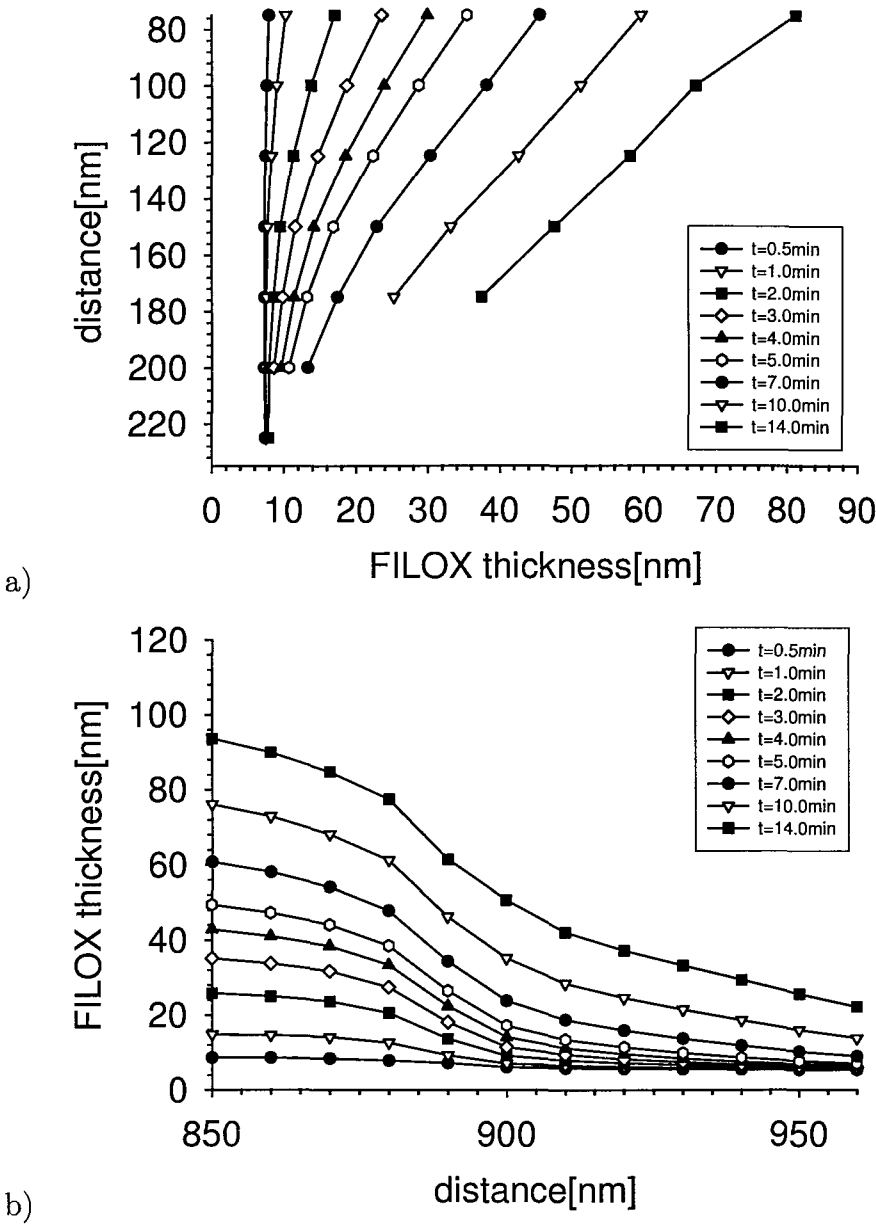 80
100
120
140
160
180
200
220
distance[nm]
t=0.5min
t=1.0min
t=2.0min
t=3.0min
t=4.0min
t=5.0min
t=7.0min
t=10.0min
t=14.0min
0 10 20 30 40 50 60 70 80 90
FILOX thickness[nm]
a)
120
100
80
60
40
20
0
FILOX thickness[nm]
t=0.5min
t=1.0min
t=2.0min
t=3.0min
t=4.0min
t=5.0min
t=7.0min
t=10.0min
t=14.0min
850 900 950
distance[nm]
b)